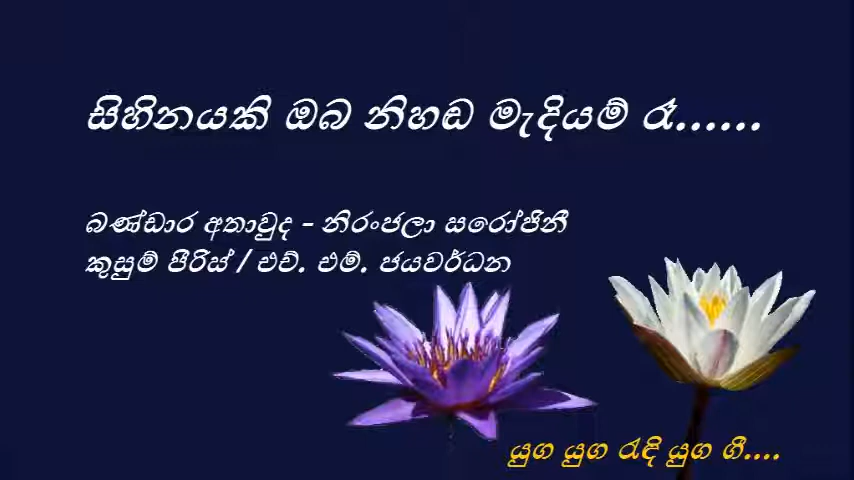 සිහිනයකි ඔබ නිහඬ මැදියම් රෑ......
බණ්ඩාර අතාවුද - නිරංජලා සරෝජිනී
කුසුම් පීරිස් / එච්. එම්. ජයවර්ධන
යුග යුග රැඳි යුග ගී....